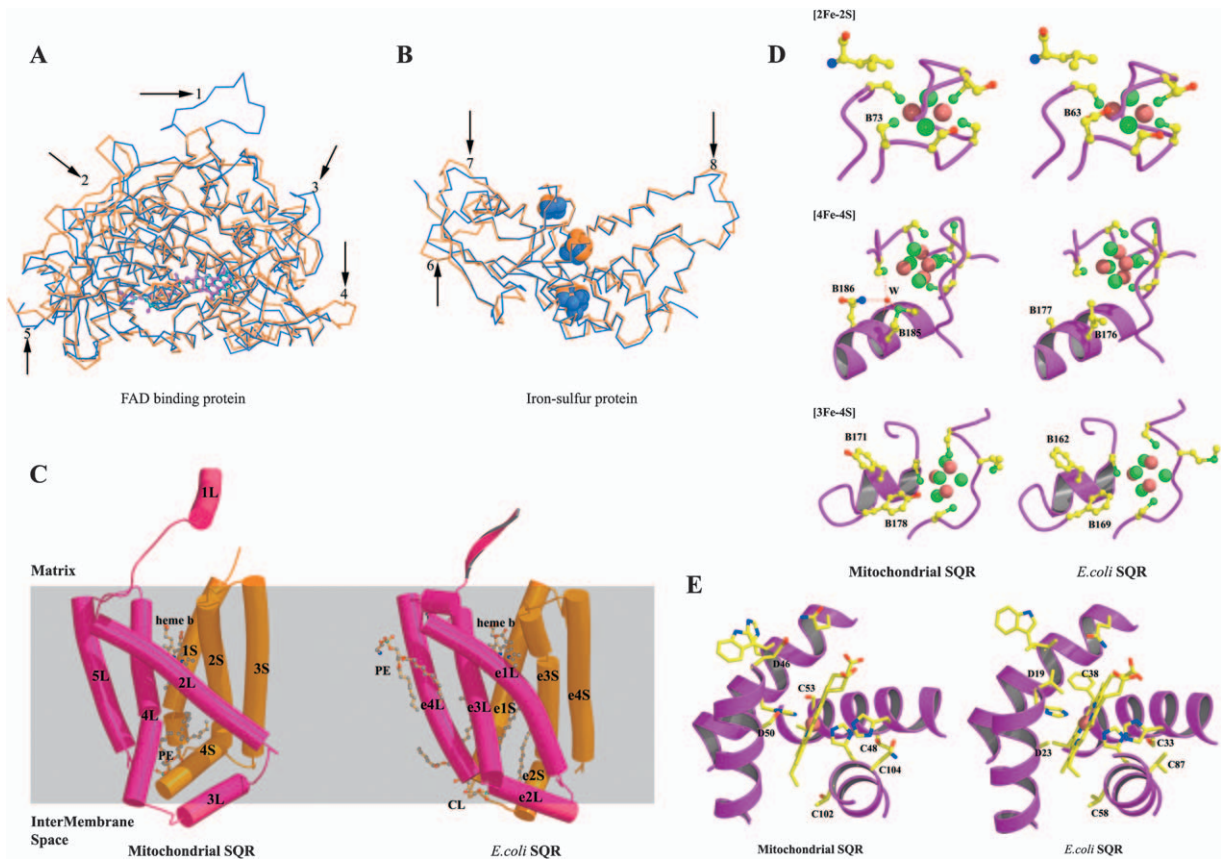 A
1
2
3
4
5
FAD binding protein
B
7
8
6
Iron-sulfur protein
C
1L
Matrix
heme b
1S
2S
3S
2L
5L
4L
PE
4S
3L
InterMembrane
Space
Mitochondrial SQR
heme b
PE
e1L
e3S
e4S
e4L
e3L
e1S
e2S
e2L
CL
E.coli SQR
D
[2Fe-2S]
B73
B63
[4Fe-4S]
B186
W
B185
B177
B176
[3Fe-4S]
B171
B178
B162
B169
Mitochondrial SQR
E.coli SQR
E
D46
C53
D50
C48
C104
C102
Mitochondrial SQR
D19
C38
D23
C33
C87
C58
E.coli SQR